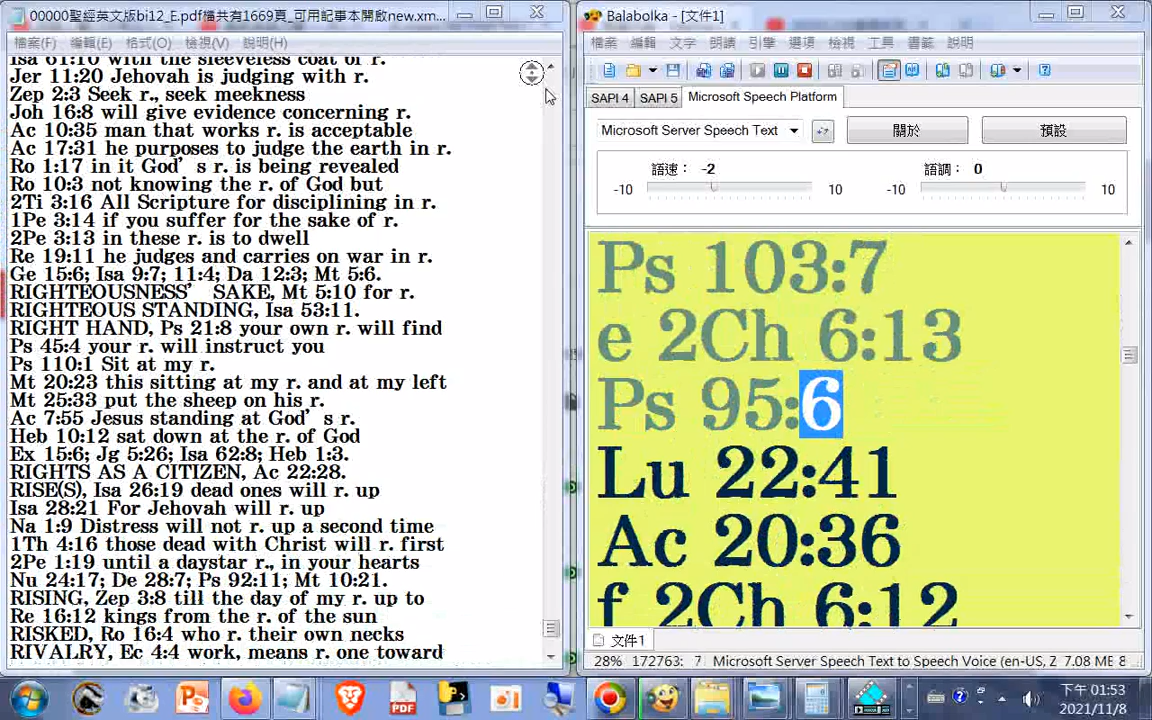 00000聖經英文版bi12_E.pdf檔共有1669頁_可用記事本開啟new.xm...
檔案(F) 編輯(E) 格式(O) 檢視(V) 說明(H)
Isa 61:10 with the sleeveless coat of r.
Jer 11:20 Jehovah is judging with r.
Zep 2:3 Seek r., seek meekness
Joh 16:8 will give evidence concerning r.
Ac 10:35 man that works r. is acceptable
Ac 17:31 he purposes to judge the earth in r.
Ro 1:17 in it God’s r. is being revealed
Ro 10:3 not knowing the r. of God but
2Ti 3:16 All Scripture for disciplining in r.
1Pe 3:14 if you suffer for the sake of r.
2Pe 3:13 in these r. is to dwell
Re 19:11 he judges and carries on war in r.
Ge 15:6; Isa 9:7; 11:4; Da 12:3; Mt 5:6.
RIGHTEOUSNESS’ SAKE, Mt 5:10 for r.
RIGHTEOUS STANDING, Isa 53:11.
RIGHT HAND, Ps 21:8 your own r. will find
Ps 45:4 your r. will instruct you
Ps 110:1 Sit at my r.
Mt 20:23 this sitting at my r. and at my left
Mt 25:33 put the sheep on his r.
Ac 7:55 Jesus standing at God’s r.
Heb 10:12 sat down at the r. of God
Ex 15:6; Jg 5:26; Isa 62:8; Heb 1:3.
RIGHTS AS A CITIZEN, Ac 22:28.
RISE(S), Isa 26:19 dead ones will r. up
Isa 28:21 For Jehovah will r. up
Na 1:9 Distress will not r. up a second time
1Th 4:16 those dead with Christ will r. first
2Pe 1:19 until a daystar r., in your hearts
Nu 24:17; De 28:7; Ps 92:11; Mt 10:21.
RISING, Zep 3:8 till the day of my r. up to
Re 16:12 kings from the r. of the sun
RISKED, Ro 16:4 who r. their own necks
RIVALRY, Ec 4:4 work, means r. one toward
Balabolka - [文件1]
檔案 編輯 文字 朗讀 引擎 選項 檢視 工具 書籤 說明
SAPI 4 SAPI 5 Microsoft Speech Platform
Microsoft Server Speech Text 關於 預設
語速： -2 語調： 0
-10 10 -10 10
Ps 103:7
e 2Ch 6:13
Ps 95:6
Lu 22:41
Ac 20:36
f 2Ch 6:12
文件1
28% 172763: 7 Microsoft Server Speech Text to Speech Voice (en-US, Z 7.08 MB 8
下午 01:53
2021/11/8